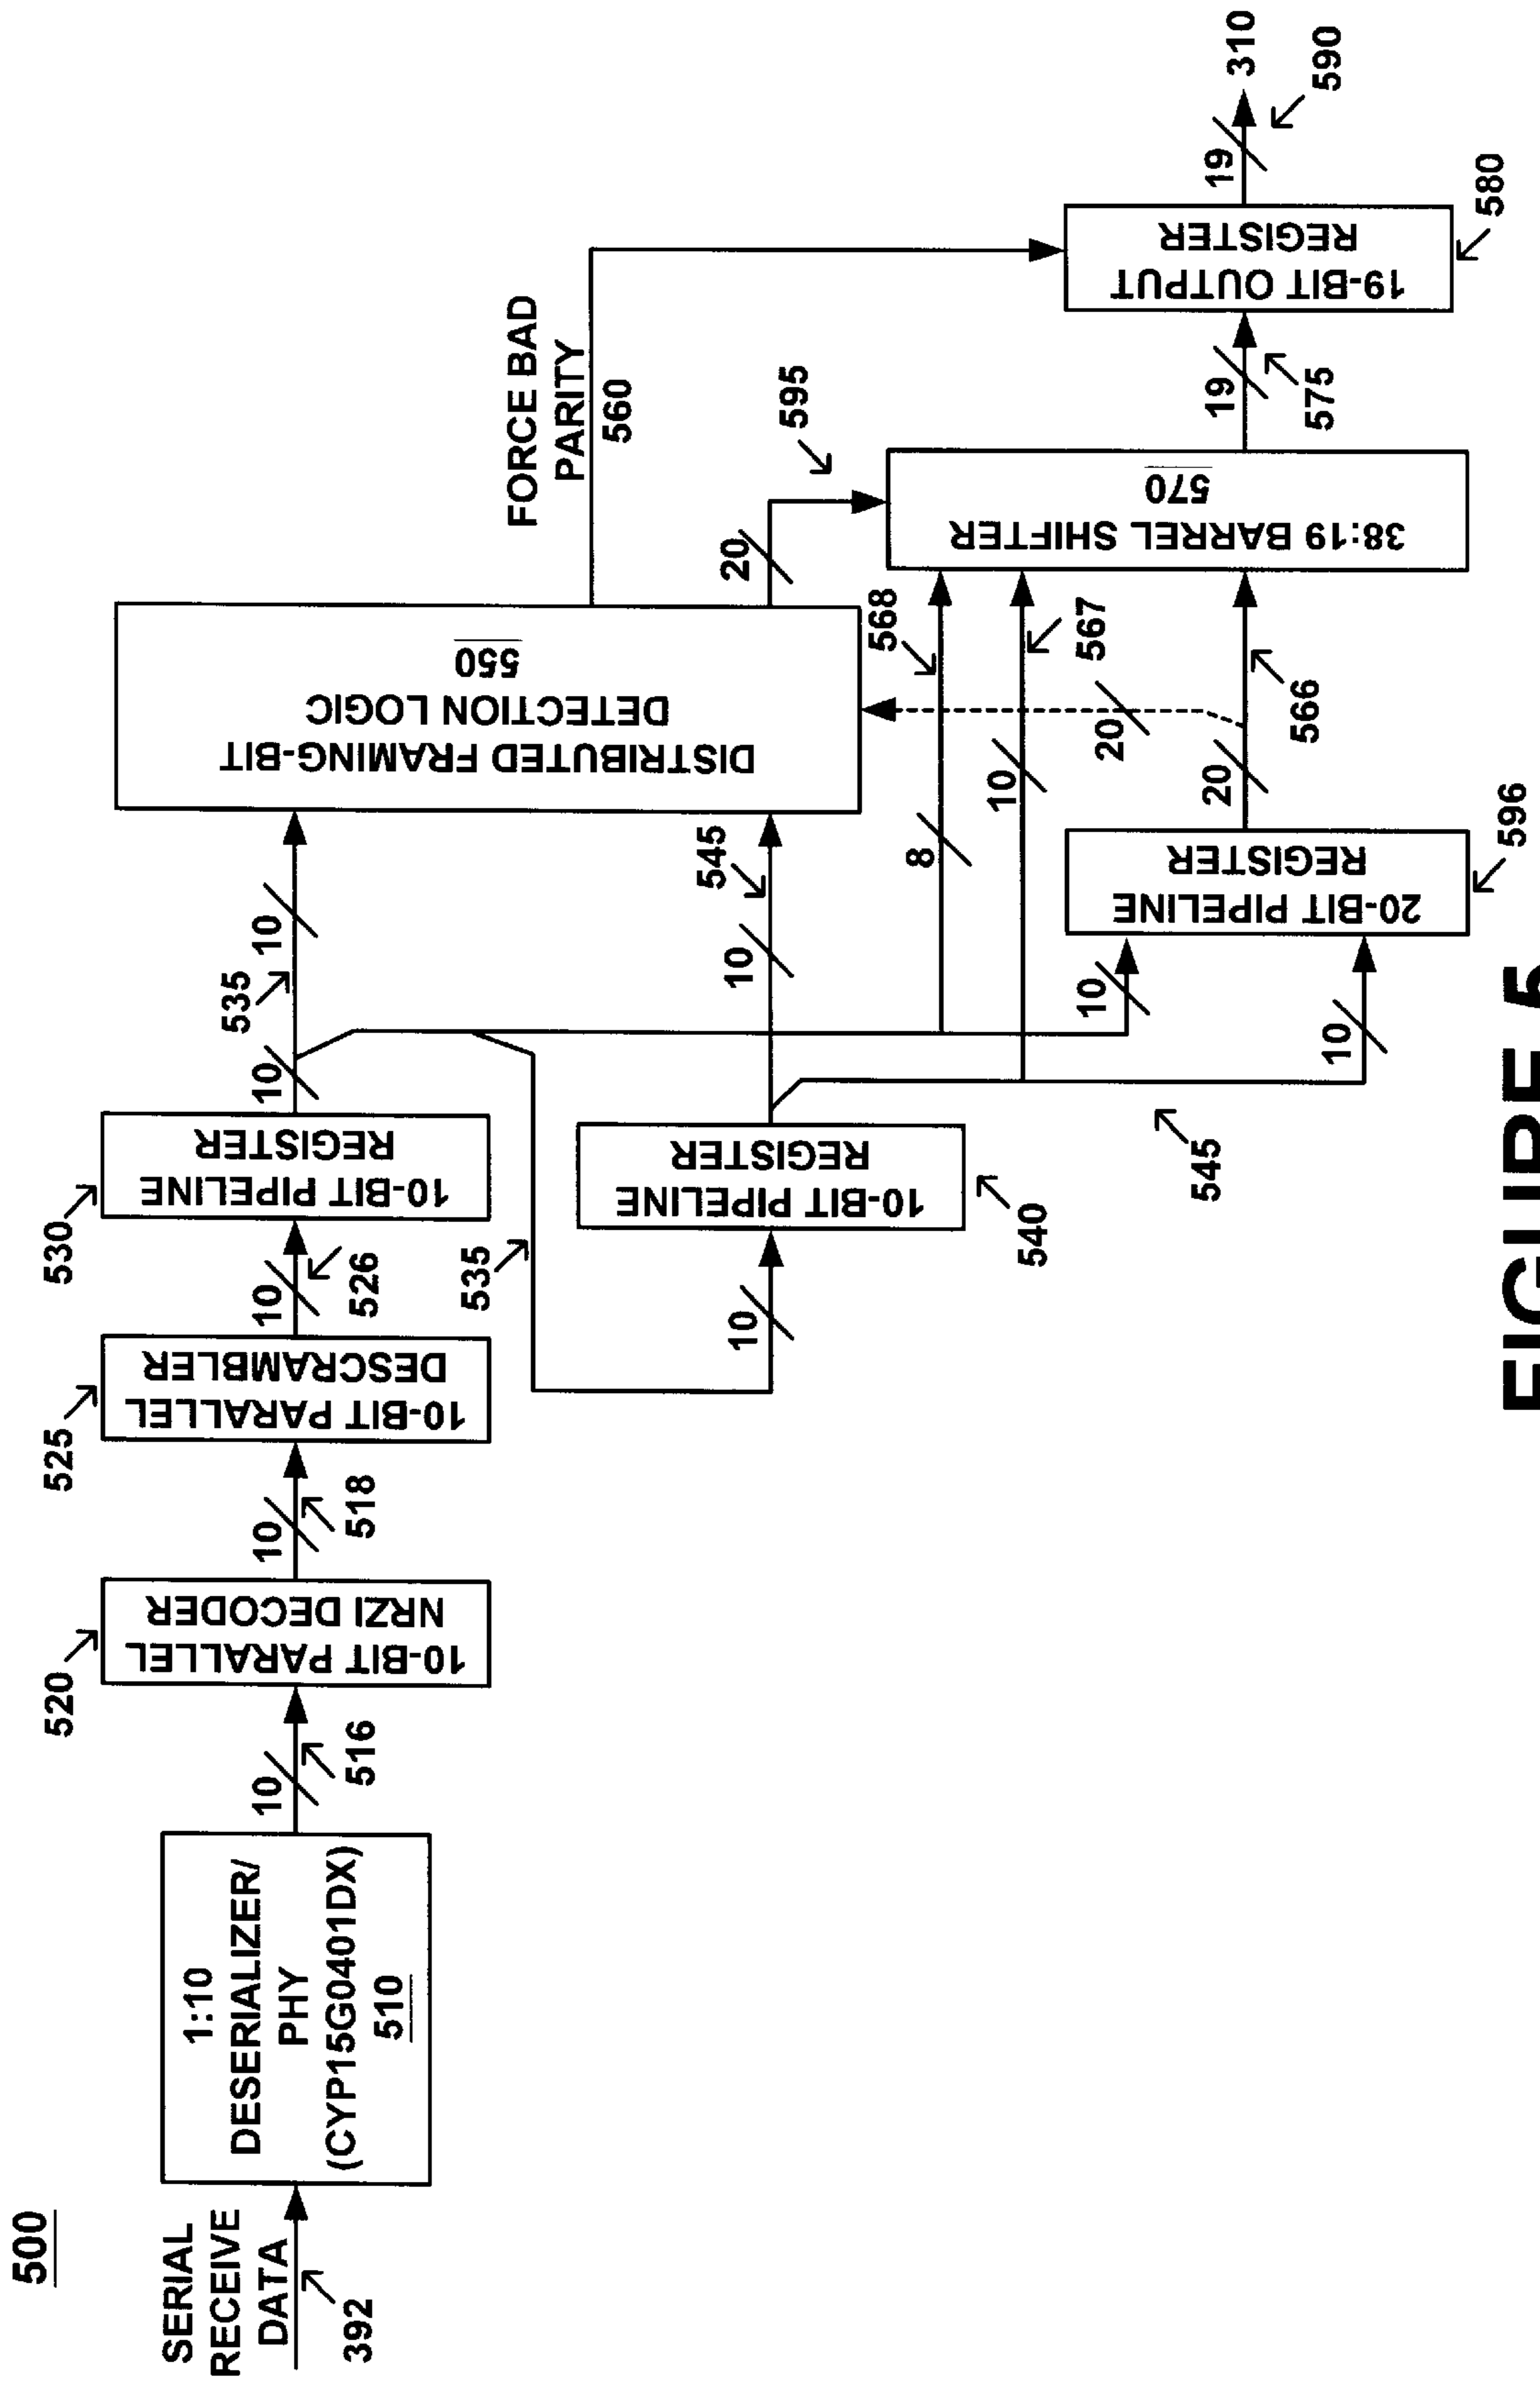 500
SERIAL
RECEIVE
DATA
392
1:10
DESERIALIZER/
PHY
(CYP15G0401DX)
510
10
516
520
10-BIT PARALLEL
NRZI DECODER
10
518
525
10-BIT PARALLEL
DESCRAMBLER
10
526
530
10-BIT PIPELINE
REGISTER
10
535
10
535
10
10-BIT PIPELINE
REGISTER
540
10
545
545
10
10
20-BIT PIPELINE
REGISTER
596
8
568
10
567
20
566
20
DISTRIBUTED FRAMING-BIT
DETECTION LOGIC
550
FORCE BAD
PARITY
560
20
595
38:19 BARREL SHIFTER
570
19
575
19-BIT OUTPUT
REGISTER
580
19
310
590
FIGURE 5